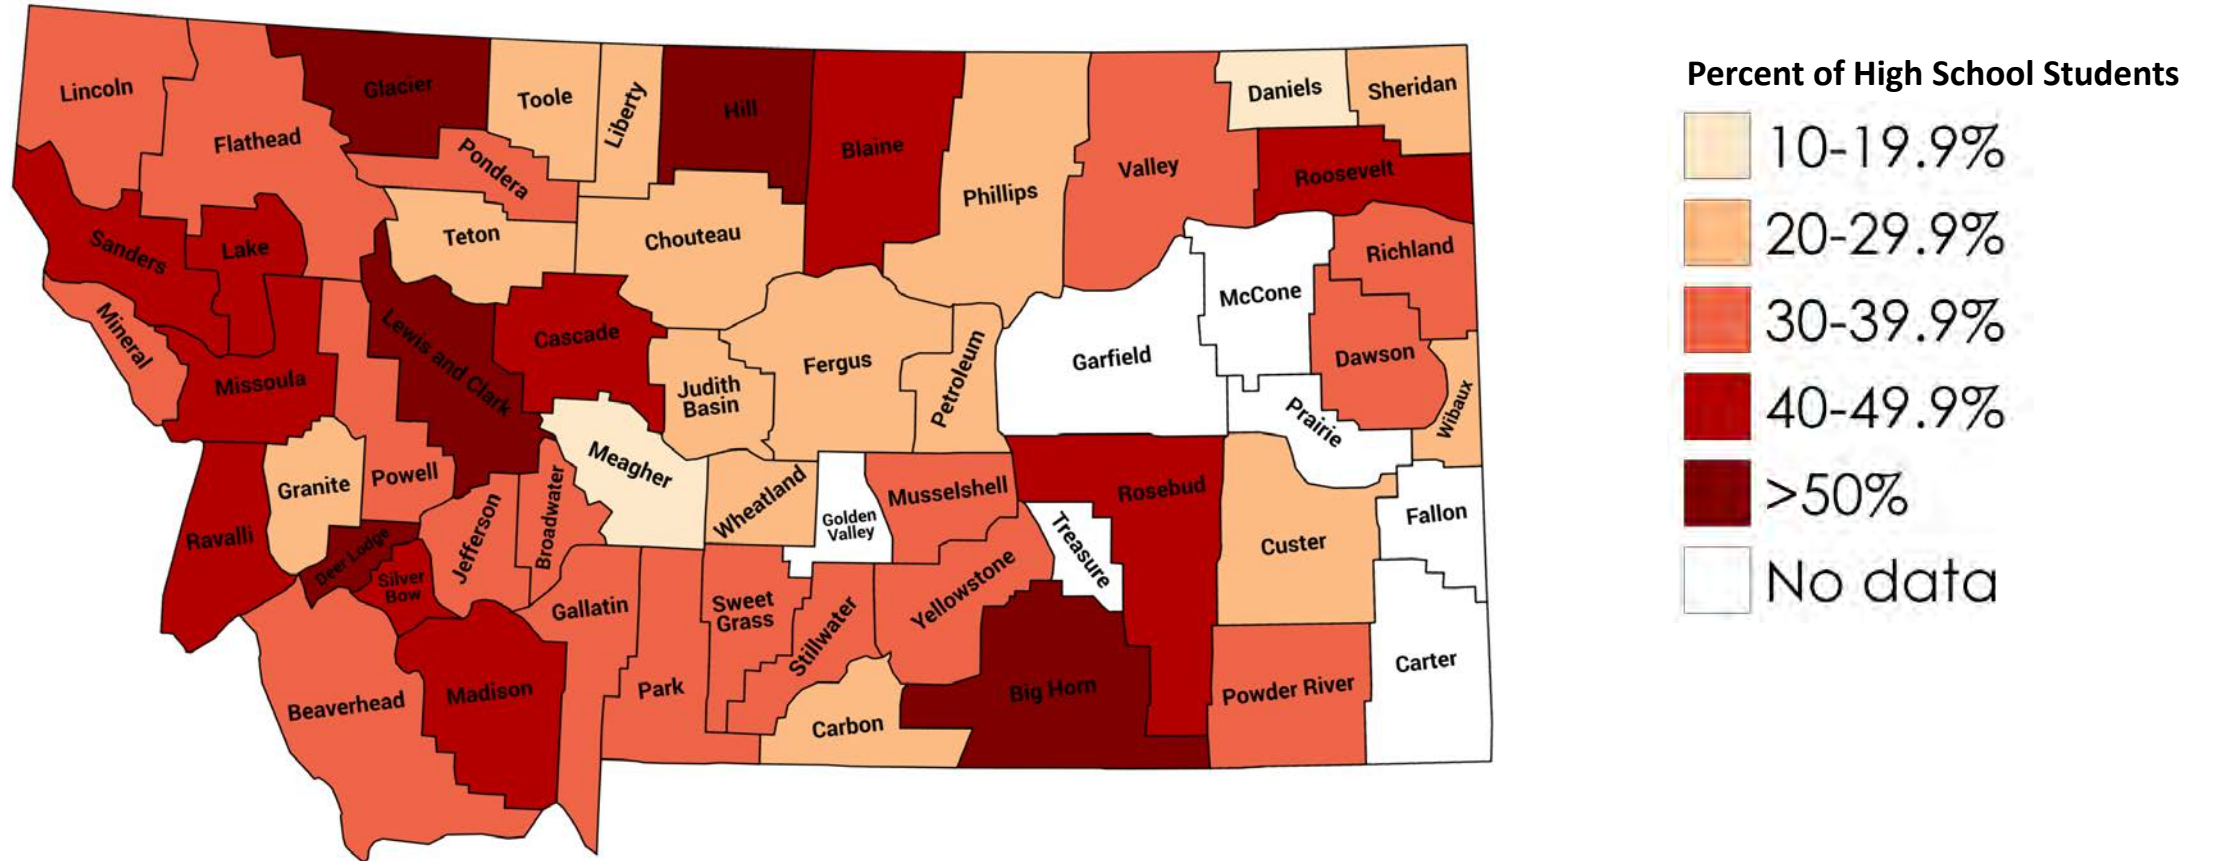 Percent of High School Students
10-19.9%
20-29.9%
30-39.9%
40-49.9%
>50%
No data
Lincoln
Flathead
Glacier
Toole
Liberty
Hill
Blaine
Phillips
Valley
Daniels
Sheridan
Roosevelt
Pondera
Teton
Chouteau
Sanders
Lake
Richland
McCone
Mineral
Lewis and Clark
Cascade
Missoula
Judith
Basin
Fergus
Petroleum
Garfield
Dawson
Prairie
Wibaux
Powell
Granite
Meagher
Wheatland
Golden
Valley
Musselshell
Rosebud
Treasure
Custer
Fallon
Ravalli
Deer Lodge
Silver
Bow
Jefferson
Broadwater
Gallatin
Sweet
Grass
Stillwater
Yellowstone
Beaverhead
Madison
Park
Carbon
Big Horn
Powder River
Carter